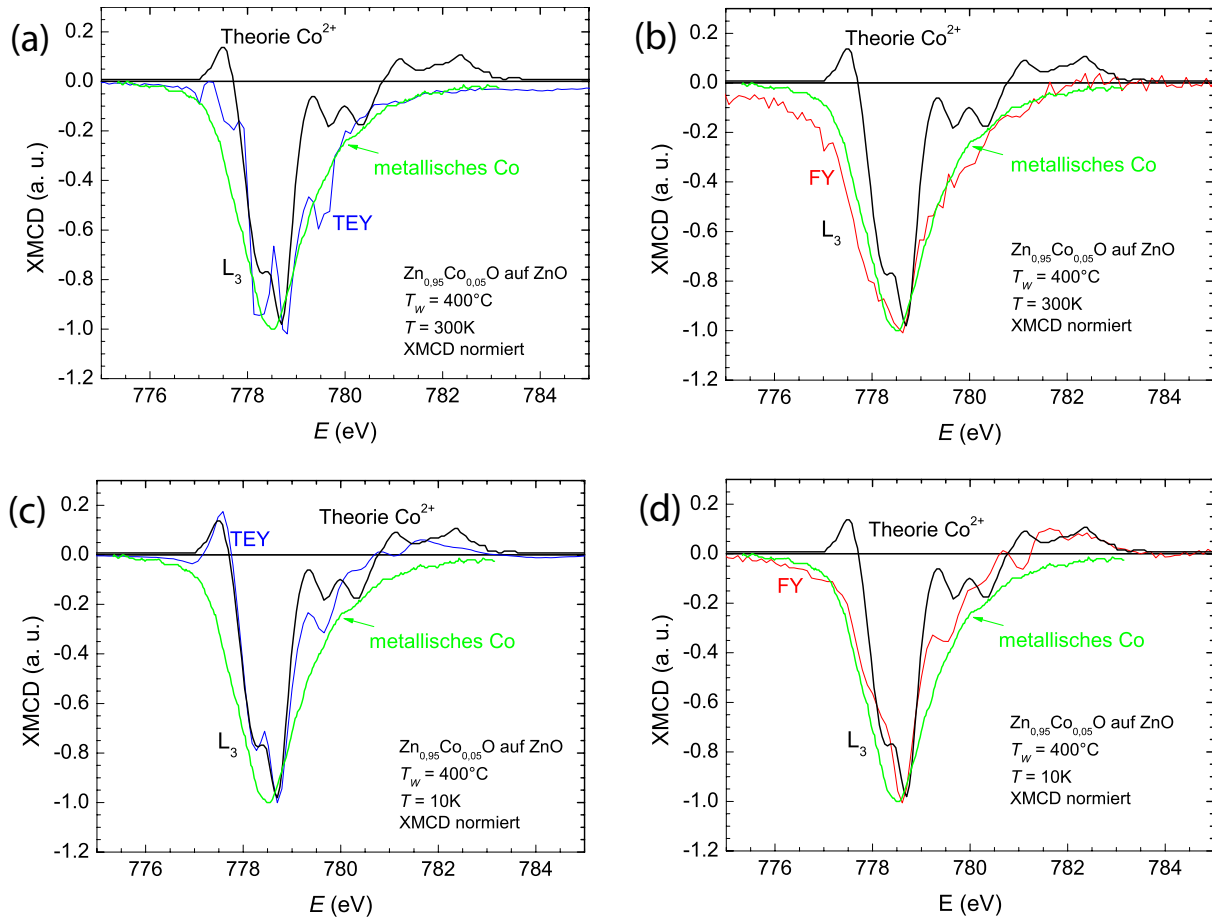 (a)
0.2
0.0
-0.2
-0.4
-0.6
-0.8
-1.0
-1.2
XMCD (a. u.)
Theorie Co²⁺
metallisches Co
TEY
L₃
Zn₀,₉₅Co₀,₀₅O auf ZnO
T_W = 400°C
T = 300K
XMCD normiert
776 778 780 782 784
E (eV)
(b)
0.2
0.0
-0.2
-0.4
-0.6
-0.8
-1.0
-1.2
XMCD (a. u.)
Theorie Co²⁺
metallisches Co
FY
L₃
Zn₀,₉₅Co₀,₀₅O auf ZnO
T_W = 400°C
T = 300K
XMCD normiert
776 778 780 782 784
E (eV)
(c)
0.2
0.0
-0.2
-0.4
-0.6
-0.8
-1.0
-1.2
XMCD (a. u.)
TEY
Theorie Co²⁺
metallisches Co
L₃
Zn₀,₉₅Co₀,₀₅O auf ZnO
T_W = 400°C
T = 10K
XMCD normiert
776 778 780 782 784
E (eV)
(d)
0.2
0.0
-0.2
-0.4
-0.6
-0.8
-1.0
-1.2
XMCD (a. u.)
Theorie Co²⁺
FY
metallisches Co
L₃
Zn₀,₉₅Co₀,₀₅O auf ZnO
T_W = 400°C
T = 10K
XMCD normiert
776 778 780 782 784
E (eV)